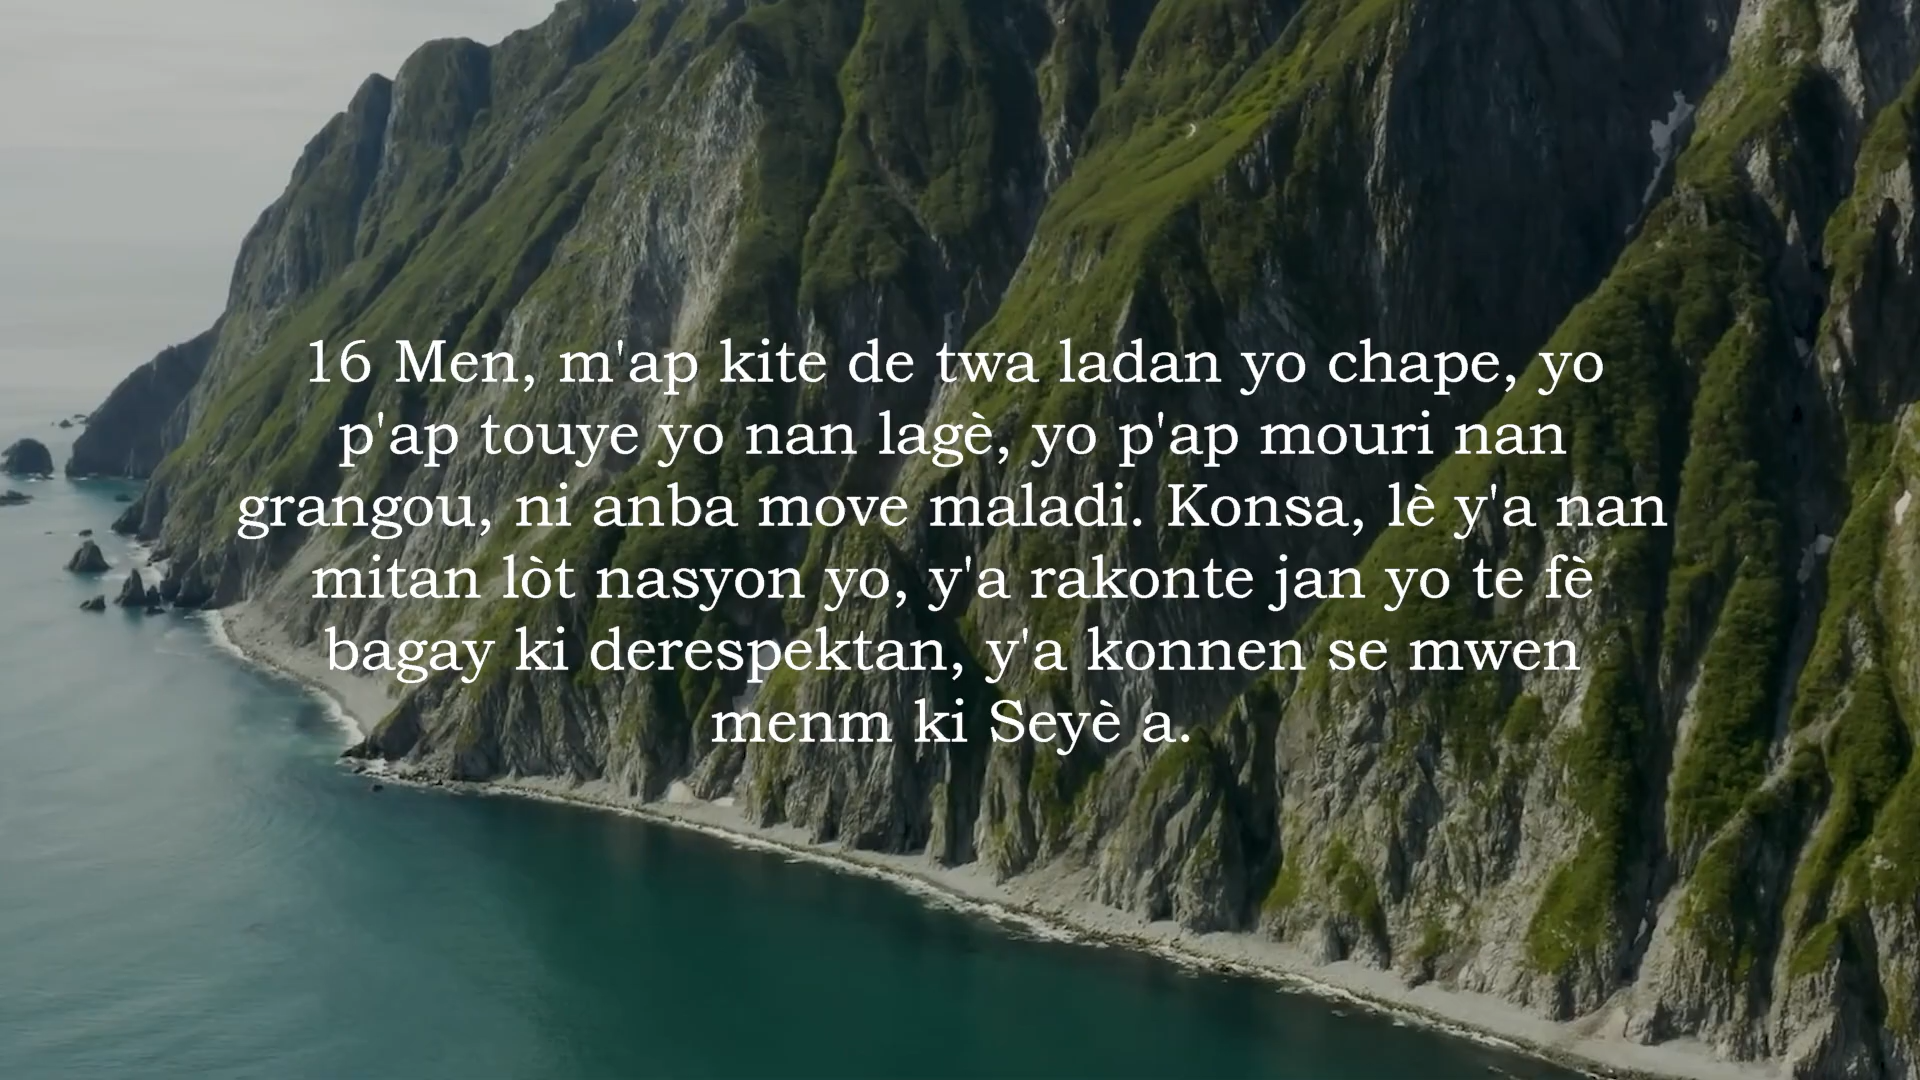 16 Men, m'ap kite de twa ladan yo chape, yo
p'ap touye yo nan lagè, yo p'ap mouri nan
grangou, ni anba move maladi. Konsa, lè y'a nan
mitan lòt nasyon yo, y'a rakonte jan yo te fè
bagay ki derespektan, y'a konnen se mwen
menm ki Seyè a.